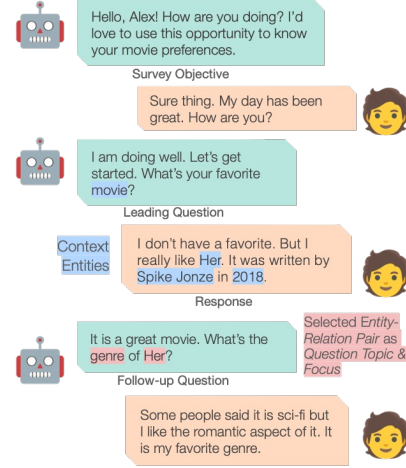 Hello, Alex! How are you doing? I'd
love to use this opportunity to know
your movie preferences.
Survey Objective
Sure thing. My day has been
great. How are you?
I am doing well. Let's get
started. What's your favorite
movie?
Leading Question
Context
Entities
I don't have a favorite. But I
really like Her. It was written by
Spike Jonze in 2018.
Response
It is a great movie. What's the
genre of Her?
Selected Entity-
Relation Pair as
Question Topic &
Focus
Follow-up Question
Some people said it is sci-fi but
I like the romantic aspect of it. It
is my favorite genre.